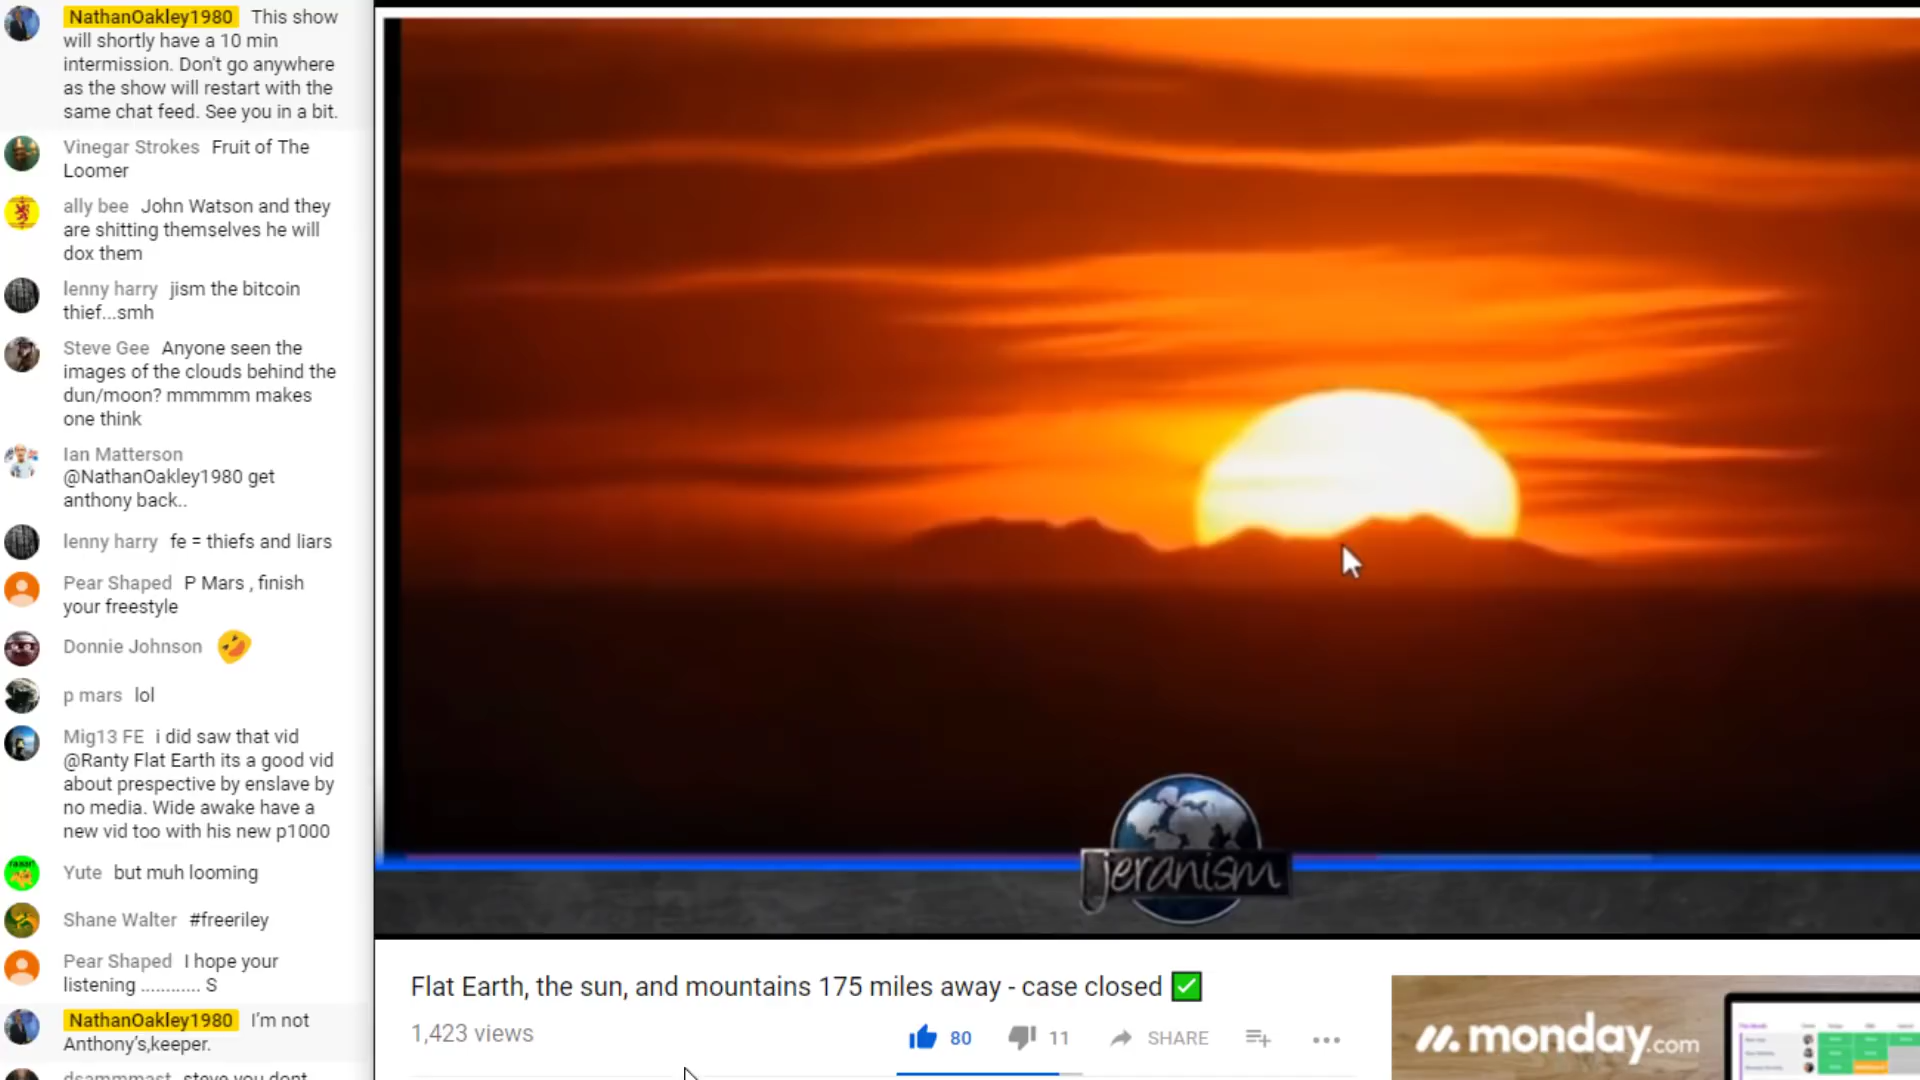 NathanOakley1980 This show
will shortly have a 10 min
intermission. Don't go anywhere
as the show will restart with the
same chat feed. See you in a bit.
Vinegar Strokes Fruit of The
Loomer
ally bee John Watson and they
are shitting themselves he will
dox them
lenny harry jism the bitcoin
thief...smh
Steve Gee Anyone seen the
images of the clouds behind the
dun/moon? mmmmm makes
one think
Ian Matterson
@NathanOakley1980 get
anthony back..
lenny harry fe = thiefs and liars
Pear Shaped P Mars , finish
your freestyle
Donnie Johnson
p mars lol
Mig13 FE i did saw that vid
@Ranty Flat Earth its a good vid
about prespective by enslave by
no media. Wide awake have a
new vid too with his new p1000
Yute but muh looming
Shane Walter #freeriley
Pear Shaped I hope your
listening ............ S
NathanOakley1980 I'm not
Anthony's,keeper.
dsammmast steve you dont
jeranism
Flat Earth, the sun, and mountains 175 miles away - case closed
1,423 views
80
11
SHARE
monday.com